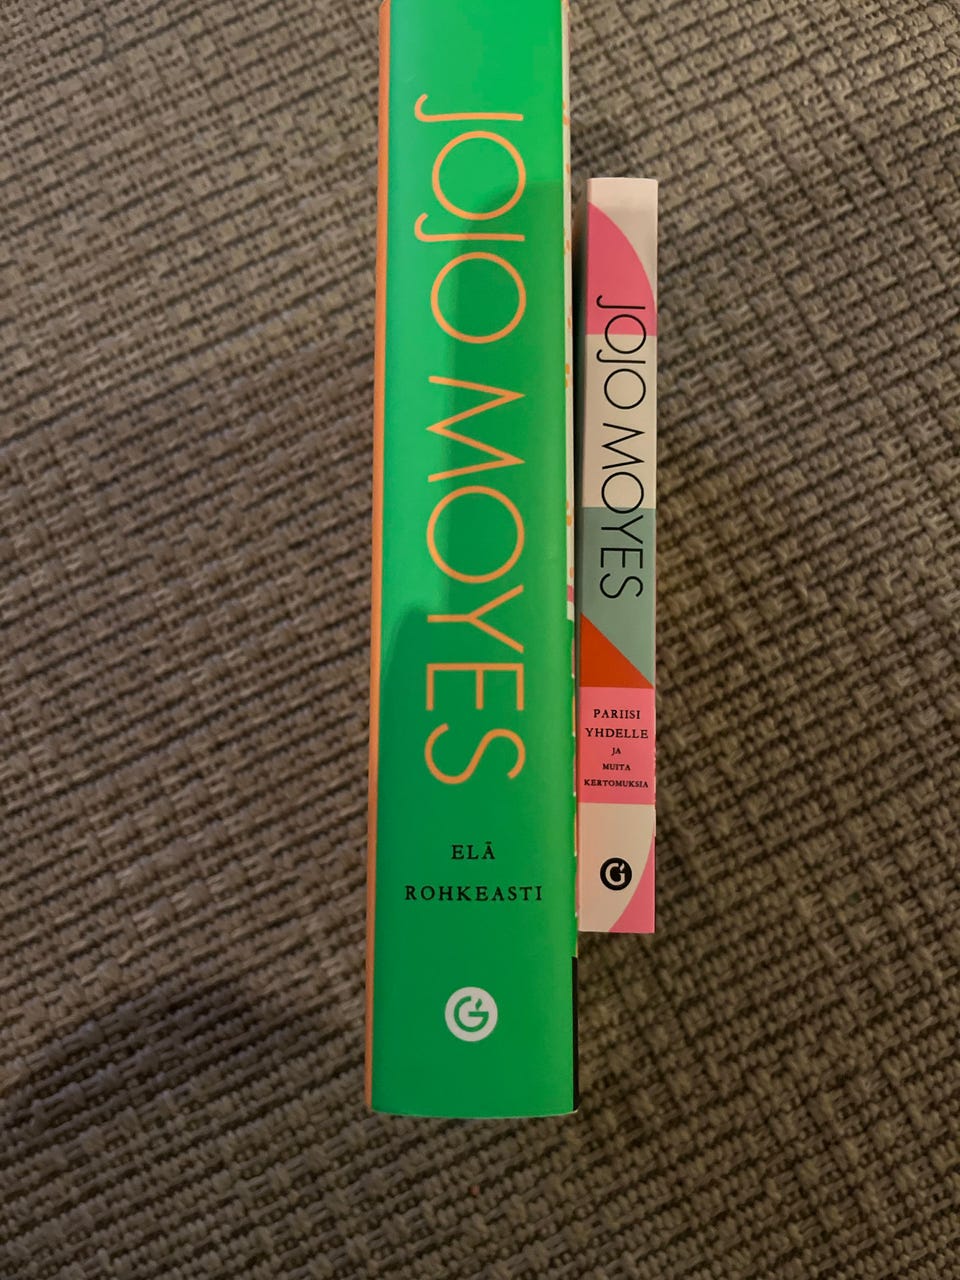 JOJO MOYES
ELÄ
ROHKEASTI
G
JOJO MOYES
PARIISI
YHDELLE
JA
MUITA
KERTOMUKSIA
G